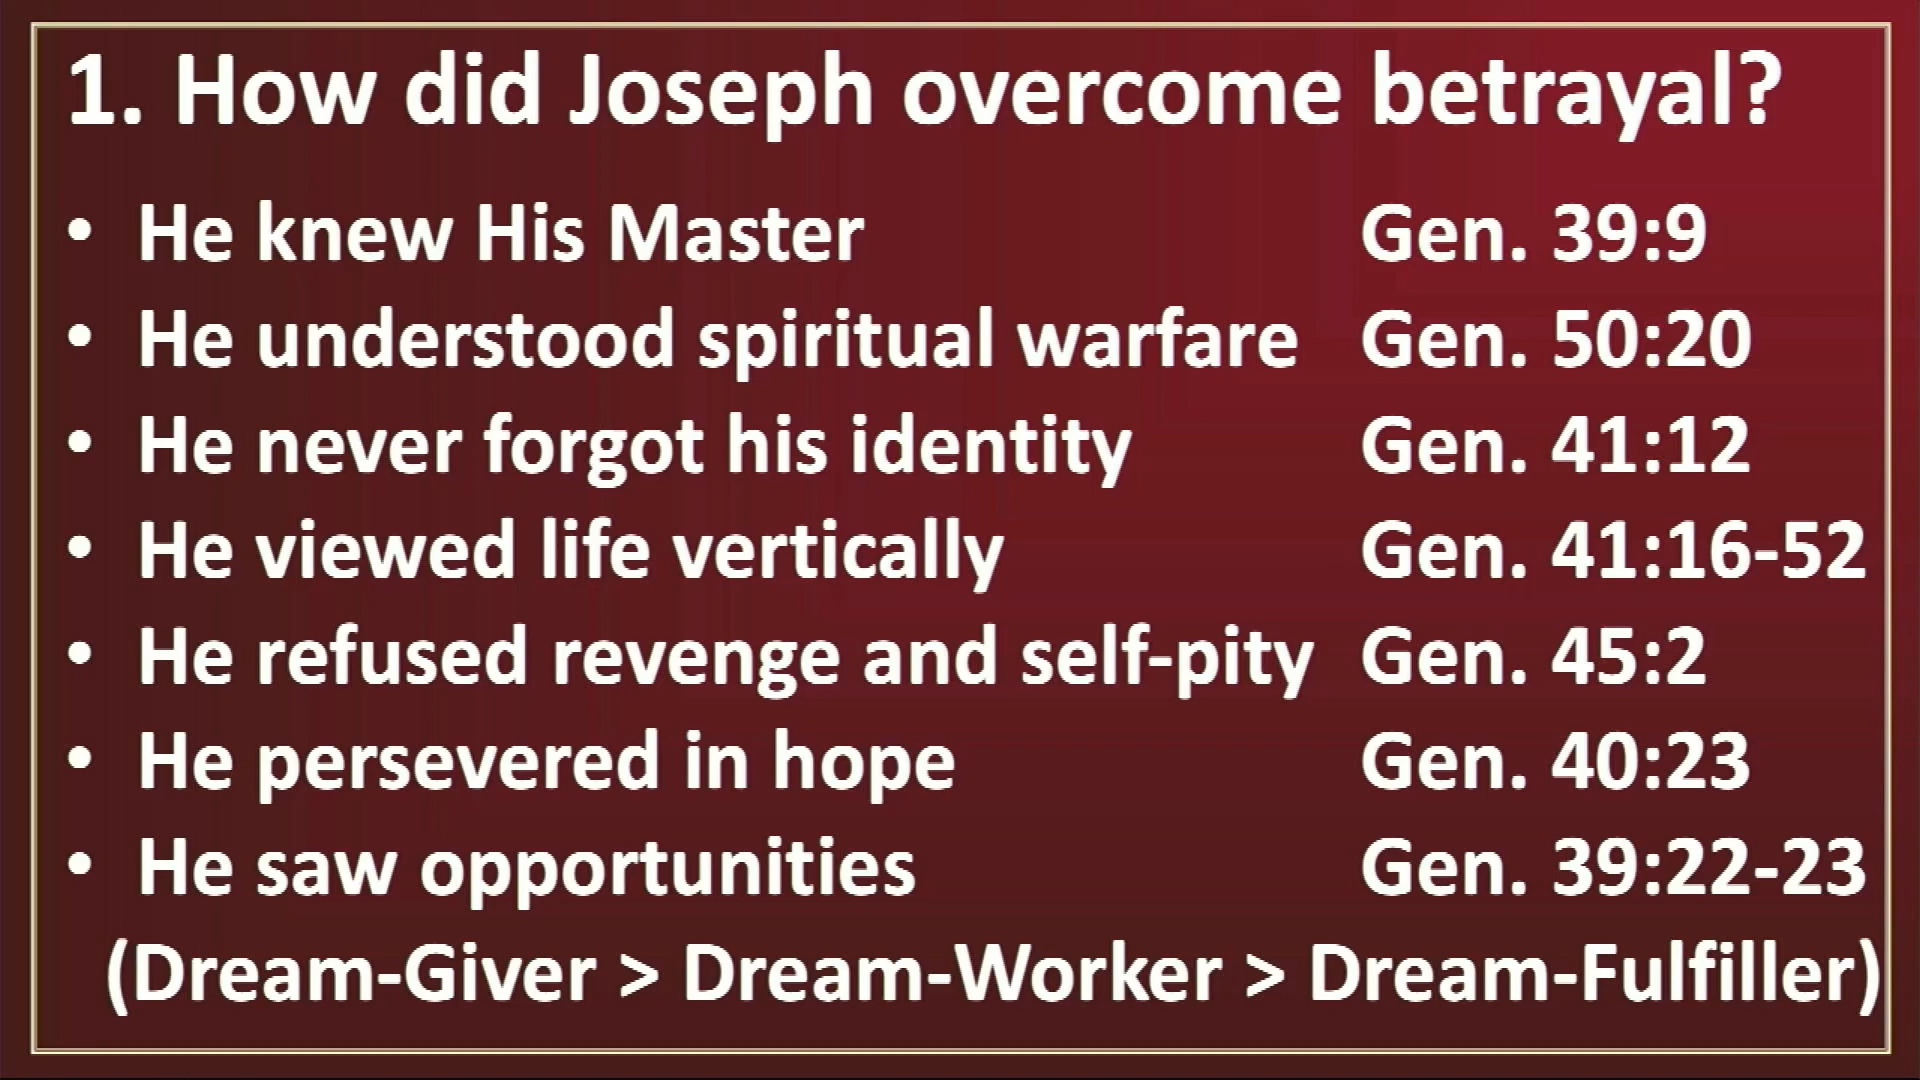 1. How did Joseph overcome betrayal?
• He knew His Master Gen. 39:9
• He understood spiritual warfare Gen. 50:20
• He never forgot his identity Gen. 41:12
• He viewed life vertically Gen. 41:16-52
• He refused revenge and self-pity Gen. 45:2
• He persevered in hope Gen. 40:23
• He saw opportunities Gen. 39:22-23
(Dream-Giver > Dream-Worker > Dream-Fulfiller)